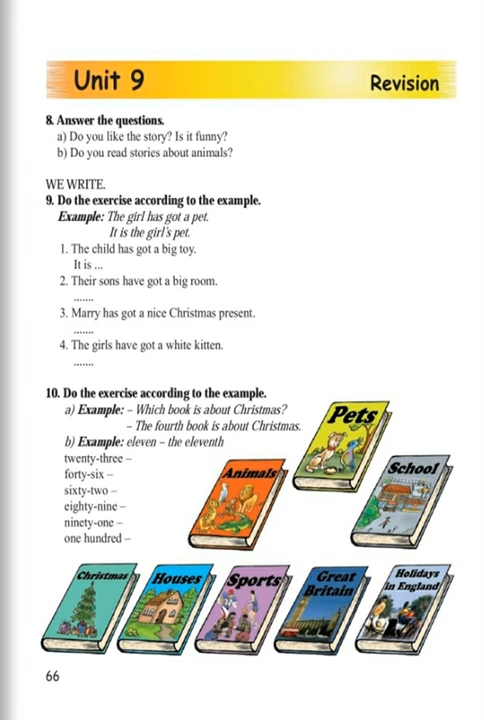 Unit 9
Revision
8. Answer the questions.
a) Do you like the story? Is it funny?
b) Do you read stories about animals?
WE WRITE.
9. Do the exercise according to the example.
Example: The girl has got a pet.
It is the girl's pet.
1. The child has got a big toy.
It is ...
2. Their sons have got a big room.
.......
3. Marry has got a nice Christmas present.
.......
4. The girls have got a white kitten.
.......
10. Do the exercise according to the example.
a) Example: – Which book is about Christmas?
– The fourth book is about Christmas.
b) Example: eleven – the eleventh
twenty-three –
forty-six –
sixty-two –
eighty-nine –
ninety-one –
one hundred –
Pets
Animals
School
Christmas
Houses
Sports
Great
Britain
Holidays
in England
66